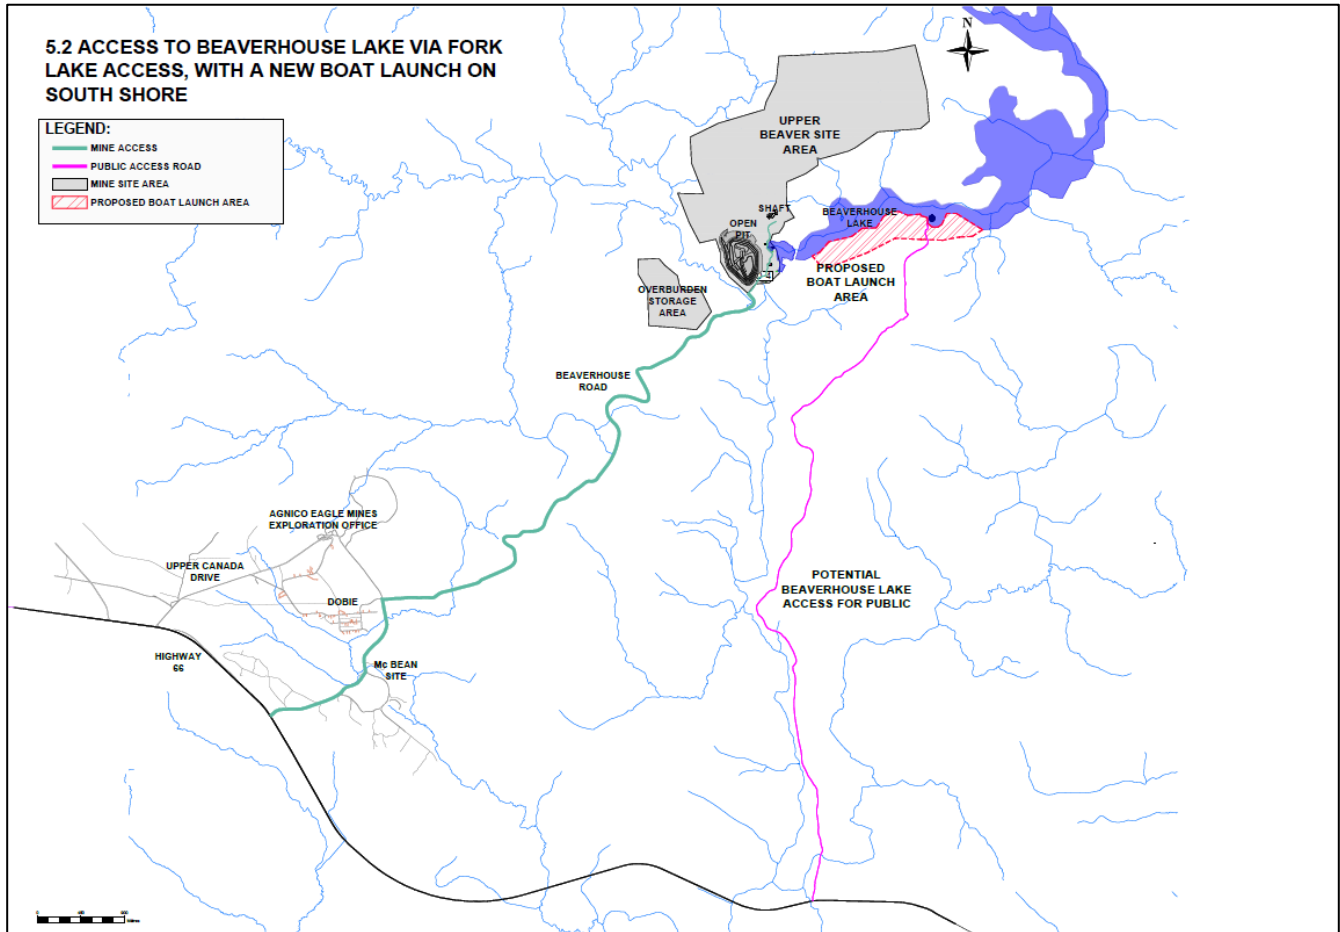 5.2 ACCESS TO BEAVERHOUSE LAKE VIA FORK
LAKE ACCESS, WITH A NEW BOAT LAUNCH ON
SOUTH SHORE
LEGEND:
MINE ACCESS
PUBLIC ACCESS ROAD
MINE SITE AREA
PROPOSED BOAT LAUNCH AREA
N
UPPER
BEAVER SITE
AREA
SHAFT
OPEN
PIT
BEAVERHOUSE
LAKE
PROPOSED
BOAT LAUNCH
AREA
OVERBURDEN
STORAGE
AREA
BEAVERHOUSE
ROAD
AGNICO EAGLE MINES
EXPLORATION OFFICE
UPPER CANADA
DRIVE
DOBIE
POTENTIAL
BEAVERHOUSE LAKE
ACCESS FOR PUBLIC
HIGHWAY
66
Mc BEAN
SITE